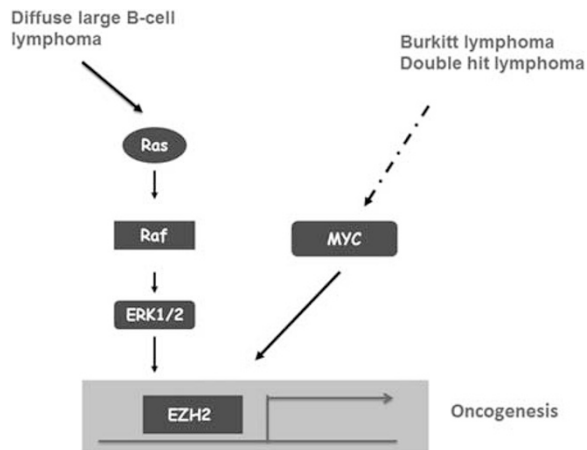 Diffuse large B-cell
lymphoma
Burkitt lymphoma
Double hit lymphoma
Ras
Raf
MYC
ERK1/2
EZH2
Oncogenesis